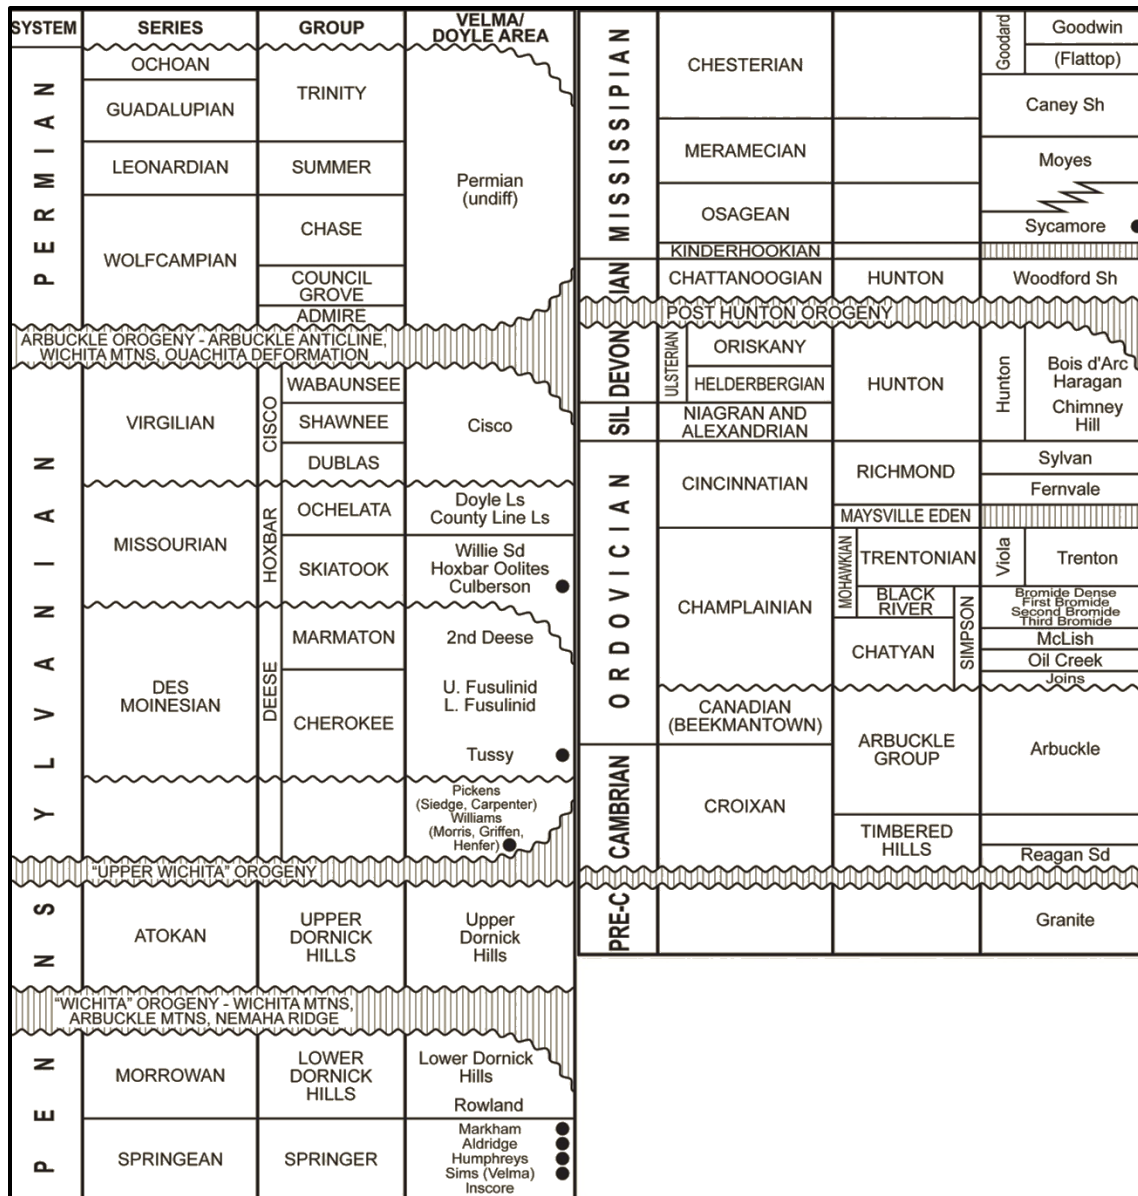 SYSTEM
SERIES
GROUP
VELMA/
DOYLE AREA
PERMIAN
OCHOAN
GUADALUPIAN
TRINITY
LEONARDIAN
SUMMER
Permian
(undiff)
WOLFCAMPIAN
CHASE
COUNCIL
GROVE
ADMIRE
ARBUCKLE OROGENY - ARBUCKLE ANTICLINE,
WICHITA MTNS, OUACHITA DEFORMATION
PENNSYLVANIAN
VIRGILIAN
CISCO
WABAUNSEE
SHAWNEE
DUBLAS
Cisco
MISSOURIAN
HOXBAR
OCHELATA
Doyle Ls
County Line Ls
SKIATOOK
Willie Sd
Hoxbar Oolites
Culberson
DES
MOINESIAN
DEESE
MARMATON
2nd Deese
CHEROKEE
U. Fusulinid
L. Fusulinid
Tussy
Pickens
(Siedge, Carpenter)
Williams
(Morris, Griffen,
Henfer)
"UPPER WICHITA" OROGENY
ATOKAN
UPPER
DORNICK
HILLS
Upper
Dornick
Hills
"WICHITA" OROGENY - WICHITA MTNS,
ARBUCKLE MTNS, NEMAHA RIDGE
MORROWAN
LOWER
DORNICK
HILLS
Lower Dornick
Hills
Rowland
SPRINGEAN
SPRINGER
Markham
Aldridge
Humphreys
Sims (Velma)
Inscore
MISSISSIPIAN
CHESTERIAN
Goodard
Goodwin
(Flattop)
Caney Sh
MERAMECIAN
Moyes
OSAGEAN
Sycamore
KINDERHOOKIAN
DEVONIAN
CHATTANOOGIAN
HUNTON
Woodford Sh
POST HUNTON OROGENY
ULSTERIAN
ORISKANY
HELDERBERGIAN
HUNTON
Hunton
Bois d'Arc
Haragan
Chimney
Hill
SIL
NIAGRAN AND
ALEXANDRIAN
ORDOVICIAN
CINCINNATIAN
RICHMOND
Sylvan
Fernvale
MAYSVILLE EDEN
CHAMPLAINIAN
MOHAWKIAN
TRENTONIAN
Viola
Trenton
BLACK
RIVER
SIMPSON
Bromide Dense
First Bromide
Second Bromide
Third Bromide
CHATYAN
McLish
Oil Creek
Joins
CANADIAN
(BEEKMANTOWN)
ARBUCKLE
GROUP
Arbuckle
CAMBRIAN
CROIXAN
TIMBERED
HILLS
Reagan Sd
PRE-C
Granite